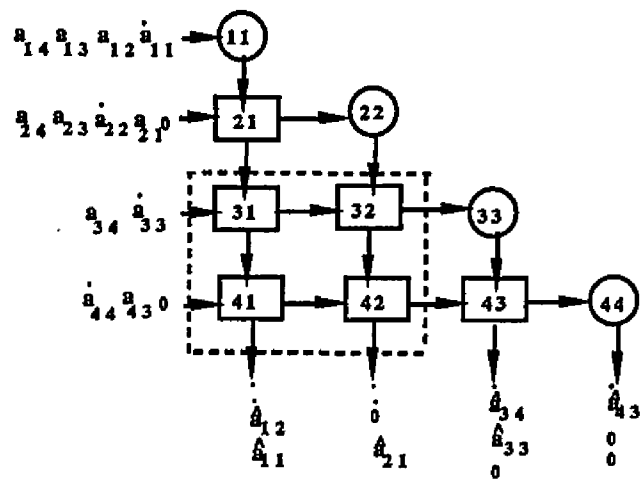 a14 a13 a12 ȧ11 11
a24 a23 ȧ22 a21 0 21 22
a34 ȧ33 31 32 33
ȧ44 a43 0 41 42 43 44
â12 0 â34 â43
â11 â21 â33 0
0 0